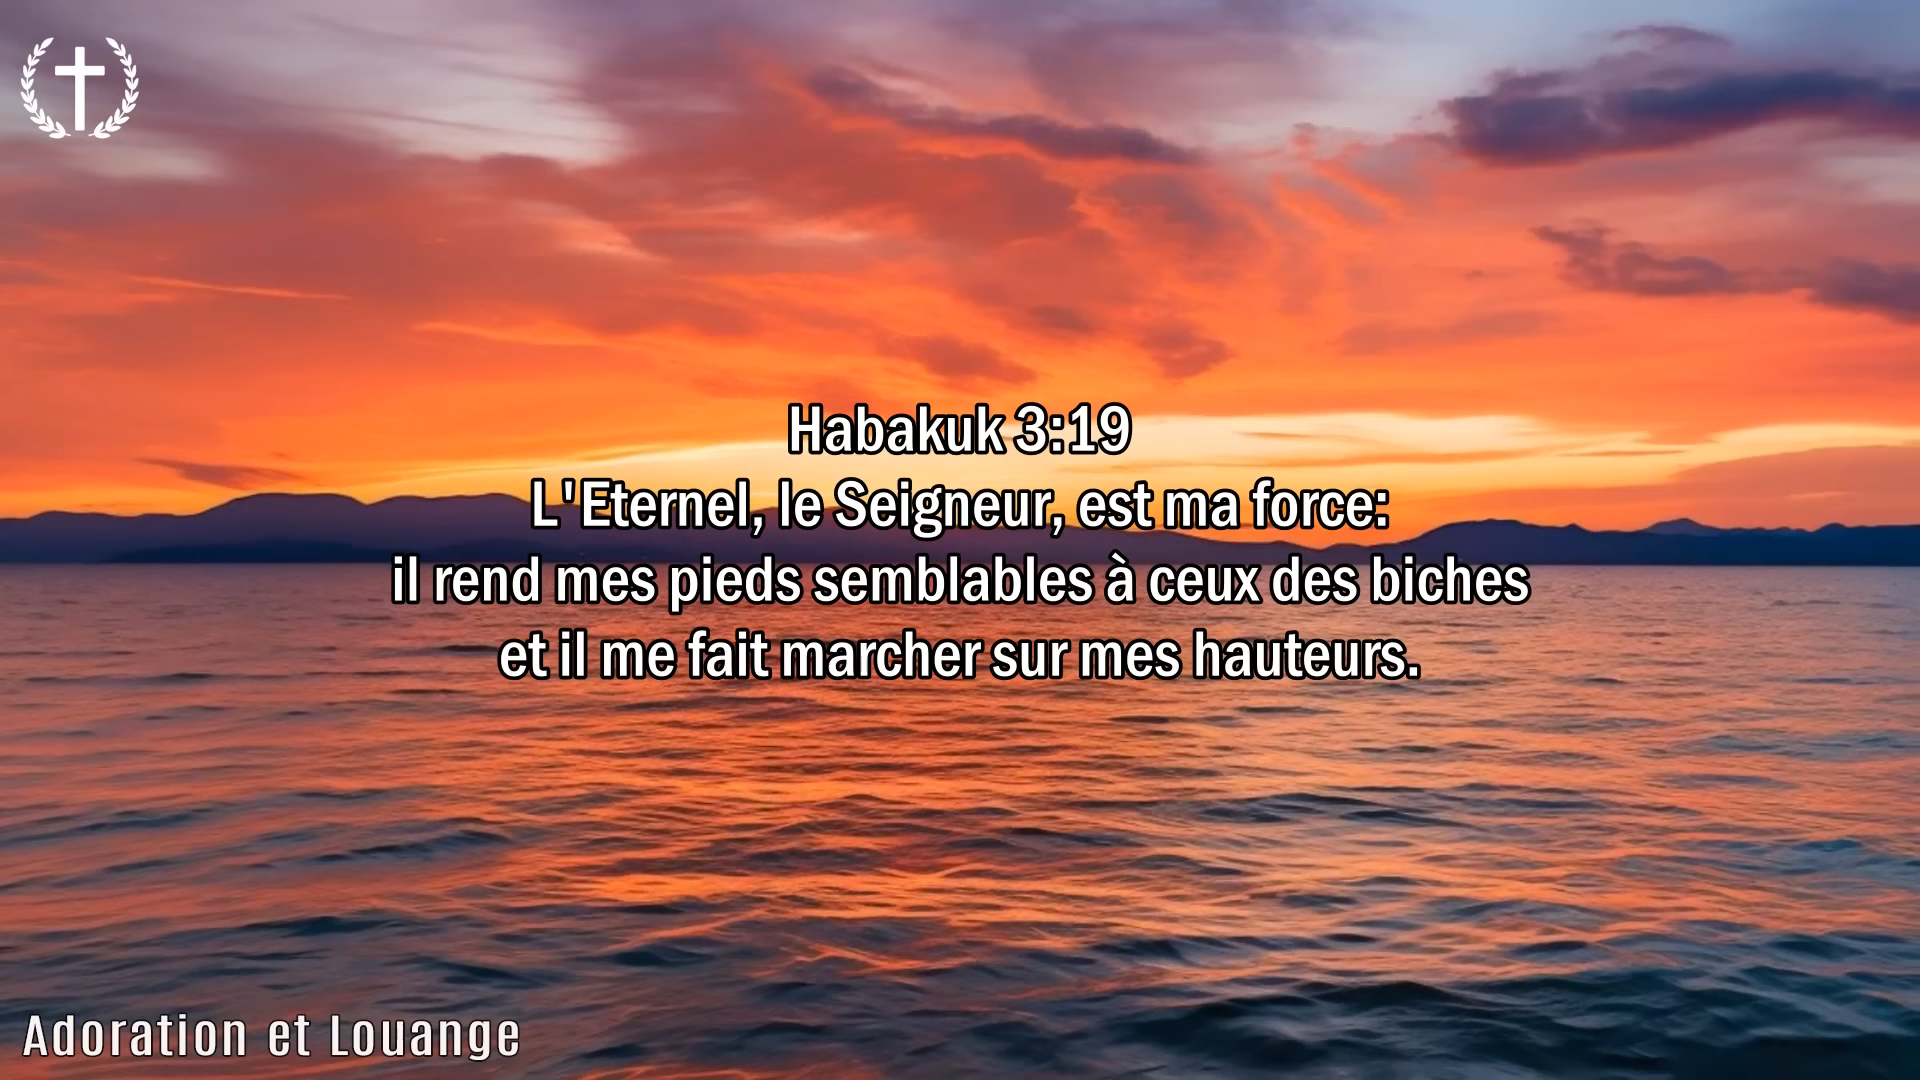 Habakuk 3:19
L'Eternel, le Seigneur, est ma force:
il rend mes pieds semblables à ceux des biches
et il me fait marcher sur mes hauteurs.
Adoration et Louange